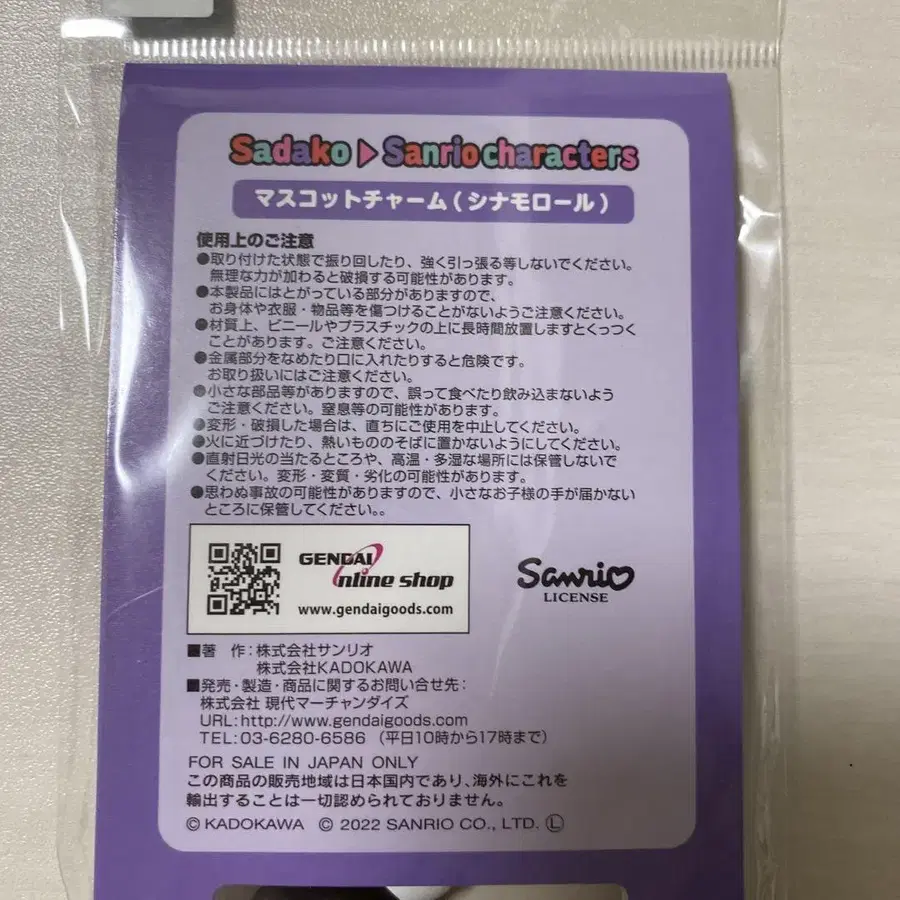 Sadako▷Sanriocharacters
マスコットチャーム(シナモロール)
使用上のご注意
●取り付けた状態で振り回したり、強く引っ張る等しないでください。
無理な力が加わると破損する可能性があります。
●本製品にはとがっている部分がありますので、
お身体や衣服・物品等を傷つけることがないようご注意ください。
●材質上、ビニールやプラスチックの上に長時間放置しますとくっつく
ことがあります。ご注意ください。
●金属部分をなめたり口に入れたりすると危険です。
お取り扱いにはご注意ください。
●小さな部品等がありますので、誤って食べたり飲み込まないよう
ご注意ください。窒息等の可能性があります。
●変形・破損した場合は、直ちにご使用を中止してください。
●火に近づけたり、熱いもののそばに置かないようにしてください。
●直射日光の当たるところや、高温・多湿な場所には保管しないで
ください。変形・変質・劣化の可能性があります。
●思わぬ事故の可能性がありますので、小さなお子様の手が届かない
ところに保管してください。。
GENDAI
Online shop
www.gendaigoods.com
Sanrio
LICENSE
■著　作:株式会社サンリオ
株式会社KADOKAWA
■発売・製造・商品に関するお問い合せ先:
株式会社 現代マーチャンダイズ
URL:http://www.gendaigoods.com
TEL:03-6280-6586 (平日10時から17時まで)
FOR SALE IN JAPAN ONLY
この商品の販売地域は日本国内であり、海外にこれを
輸出することは一切認められておりません。
© KADOKAWA © 2022 SANRIO CO., LTD. Ⓛ